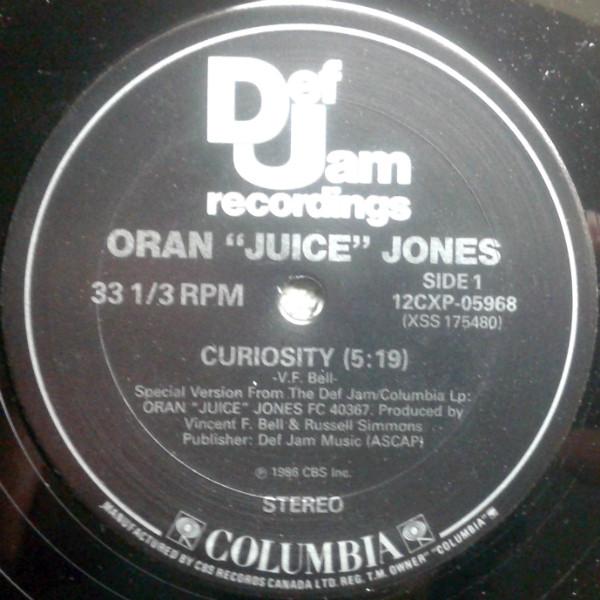 Def Jam
recordings
ORAN "JUICE" JONES
33 1/3 RPM
SIDE 1
12CXP-05968
(XSS 175480)
CURIOSITY (5:19)
-V.F. Bell-
Special Version From The Def Jam/Columbia Lp:
ORAN "JUICE" JONES FC 40367. Produced by
Vincent F. Bell & Russell Simmons
Publisher: Def Jam Music (ASCAP)
℗ 1986 CBS Inc.
STEREO
COLUMBIA
MANUFACTURED BY CBS RECORDS CANADA LTD. REG. T.M. OWNER "COLUMBIA"